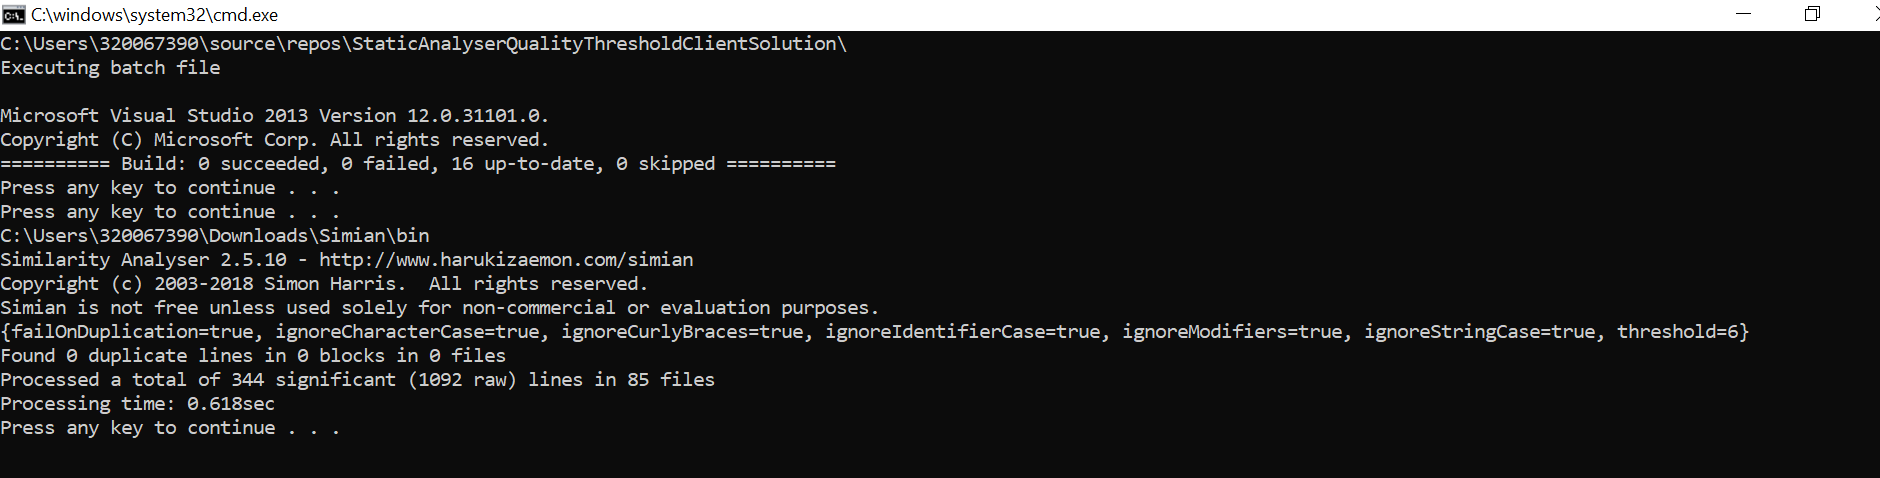 C:\windows\system32\cmd.exe
C:\Users\320067390\source\repos\StaticAnalyserQualityThresholdClientSolution\
Executing batch file
Microsoft Visual Studio 2013 Version 12.0.31101.0.
Copyright (C) Microsoft Corp. All rights reserved.
========== Build: 0 succeeded, 0 failed, 16 up-to-date, 0 skipped ==========
Press any key to continue . . .
Press any key to continue . . .
C:\Users\320067390\Downloads\Simian\bin
Similarity Analyser 2.5.10 - http://www.harukizaemon.com/simian
Copyright (c) 2003-2018 Simon Harris.  All rights reserved.
Simian is not free unless used solely for non-commercial or evaluation purposes.
{failOnDuplication=true, ignoreCharacterCase=true, ignoreCurlyBraces=true, ignoreIdentifierCase=true, ignoreModifiers=true, ignoreStringCase=true, threshold=6}
Found 0 duplicate lines in 0 blocks in 0 files
Processed a total of 344 significant (1092 raw) lines in 85 files
Processing time: 0.618sec
Press any key to continue . . .